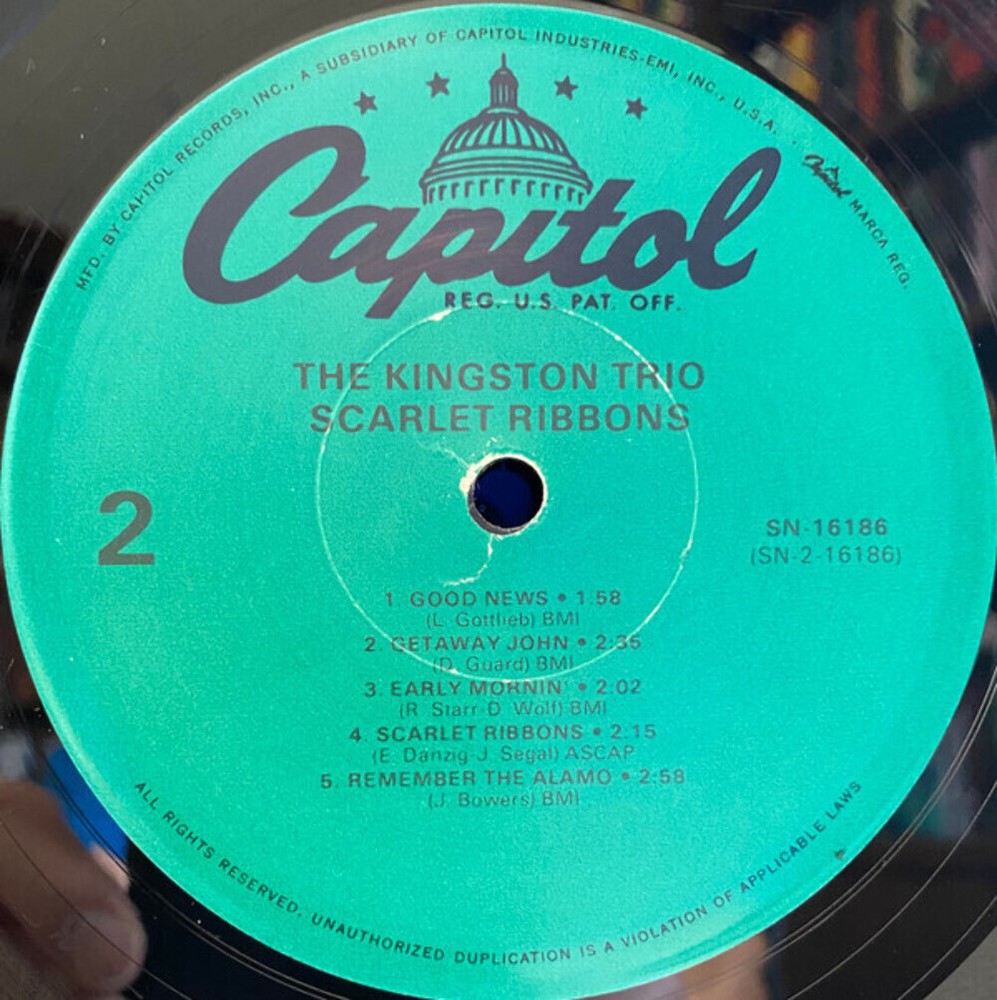 MFD. BY CAPITOL RECORDS, INC., A SUBSIDIARY OF CAPITOL INDUSTRIES-EMI, INC., U.S.A. • Capitol MARCA REG.
Capitol
REG. U.S. PAT. OFF.
THE KINGSTON TRIO
SCARLET RIBBONS
2
SN-16186
(SN-2-16186)
1. GOOD NEWS • 1:58
(L. Gottlieb) BMI
2. GETAWAY JOHN • 2:35
(D. Guard) BMI
3. EARLY MORNIN' • 2:02
(R. Starr-D. Wolf) BMI
4. SCARLET RIBBONS • 2:15
(E. Danzig-J. Segal) ASCAP
5. REMEMBER THE ALAMO • 2:58
(J. Bowers) BMI
ALL RIGHTS RESERVED. UNAUTHORIZED DUPLICATION IS A VIOLATION OF APPLICABLE LAWS